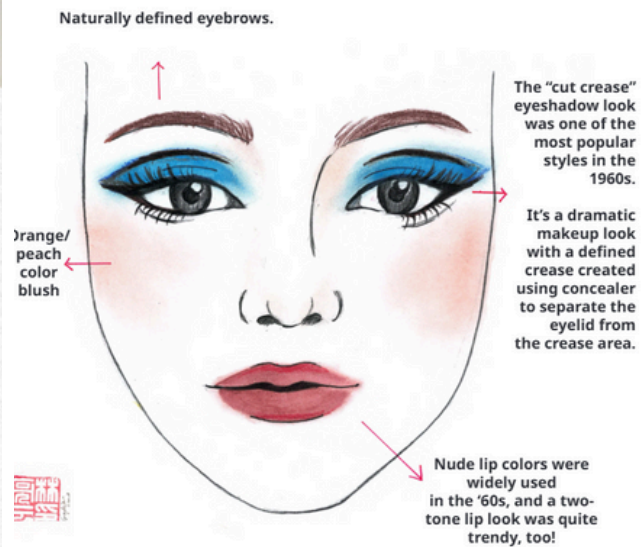 Naturally defined eyebrows.
The “cut crease”
eyeshadow look
was one of the
most popular
styles in the
1960s.
It’s a dramatic
makeup look
with a defined
crease created
using concealer
to separate the
eyelid from
the crease area.
Orange/
peach
color
blush
Nude lip colors were
widely used
in the ‘60s, and a two-
tone lip look was quite
trendy, too!